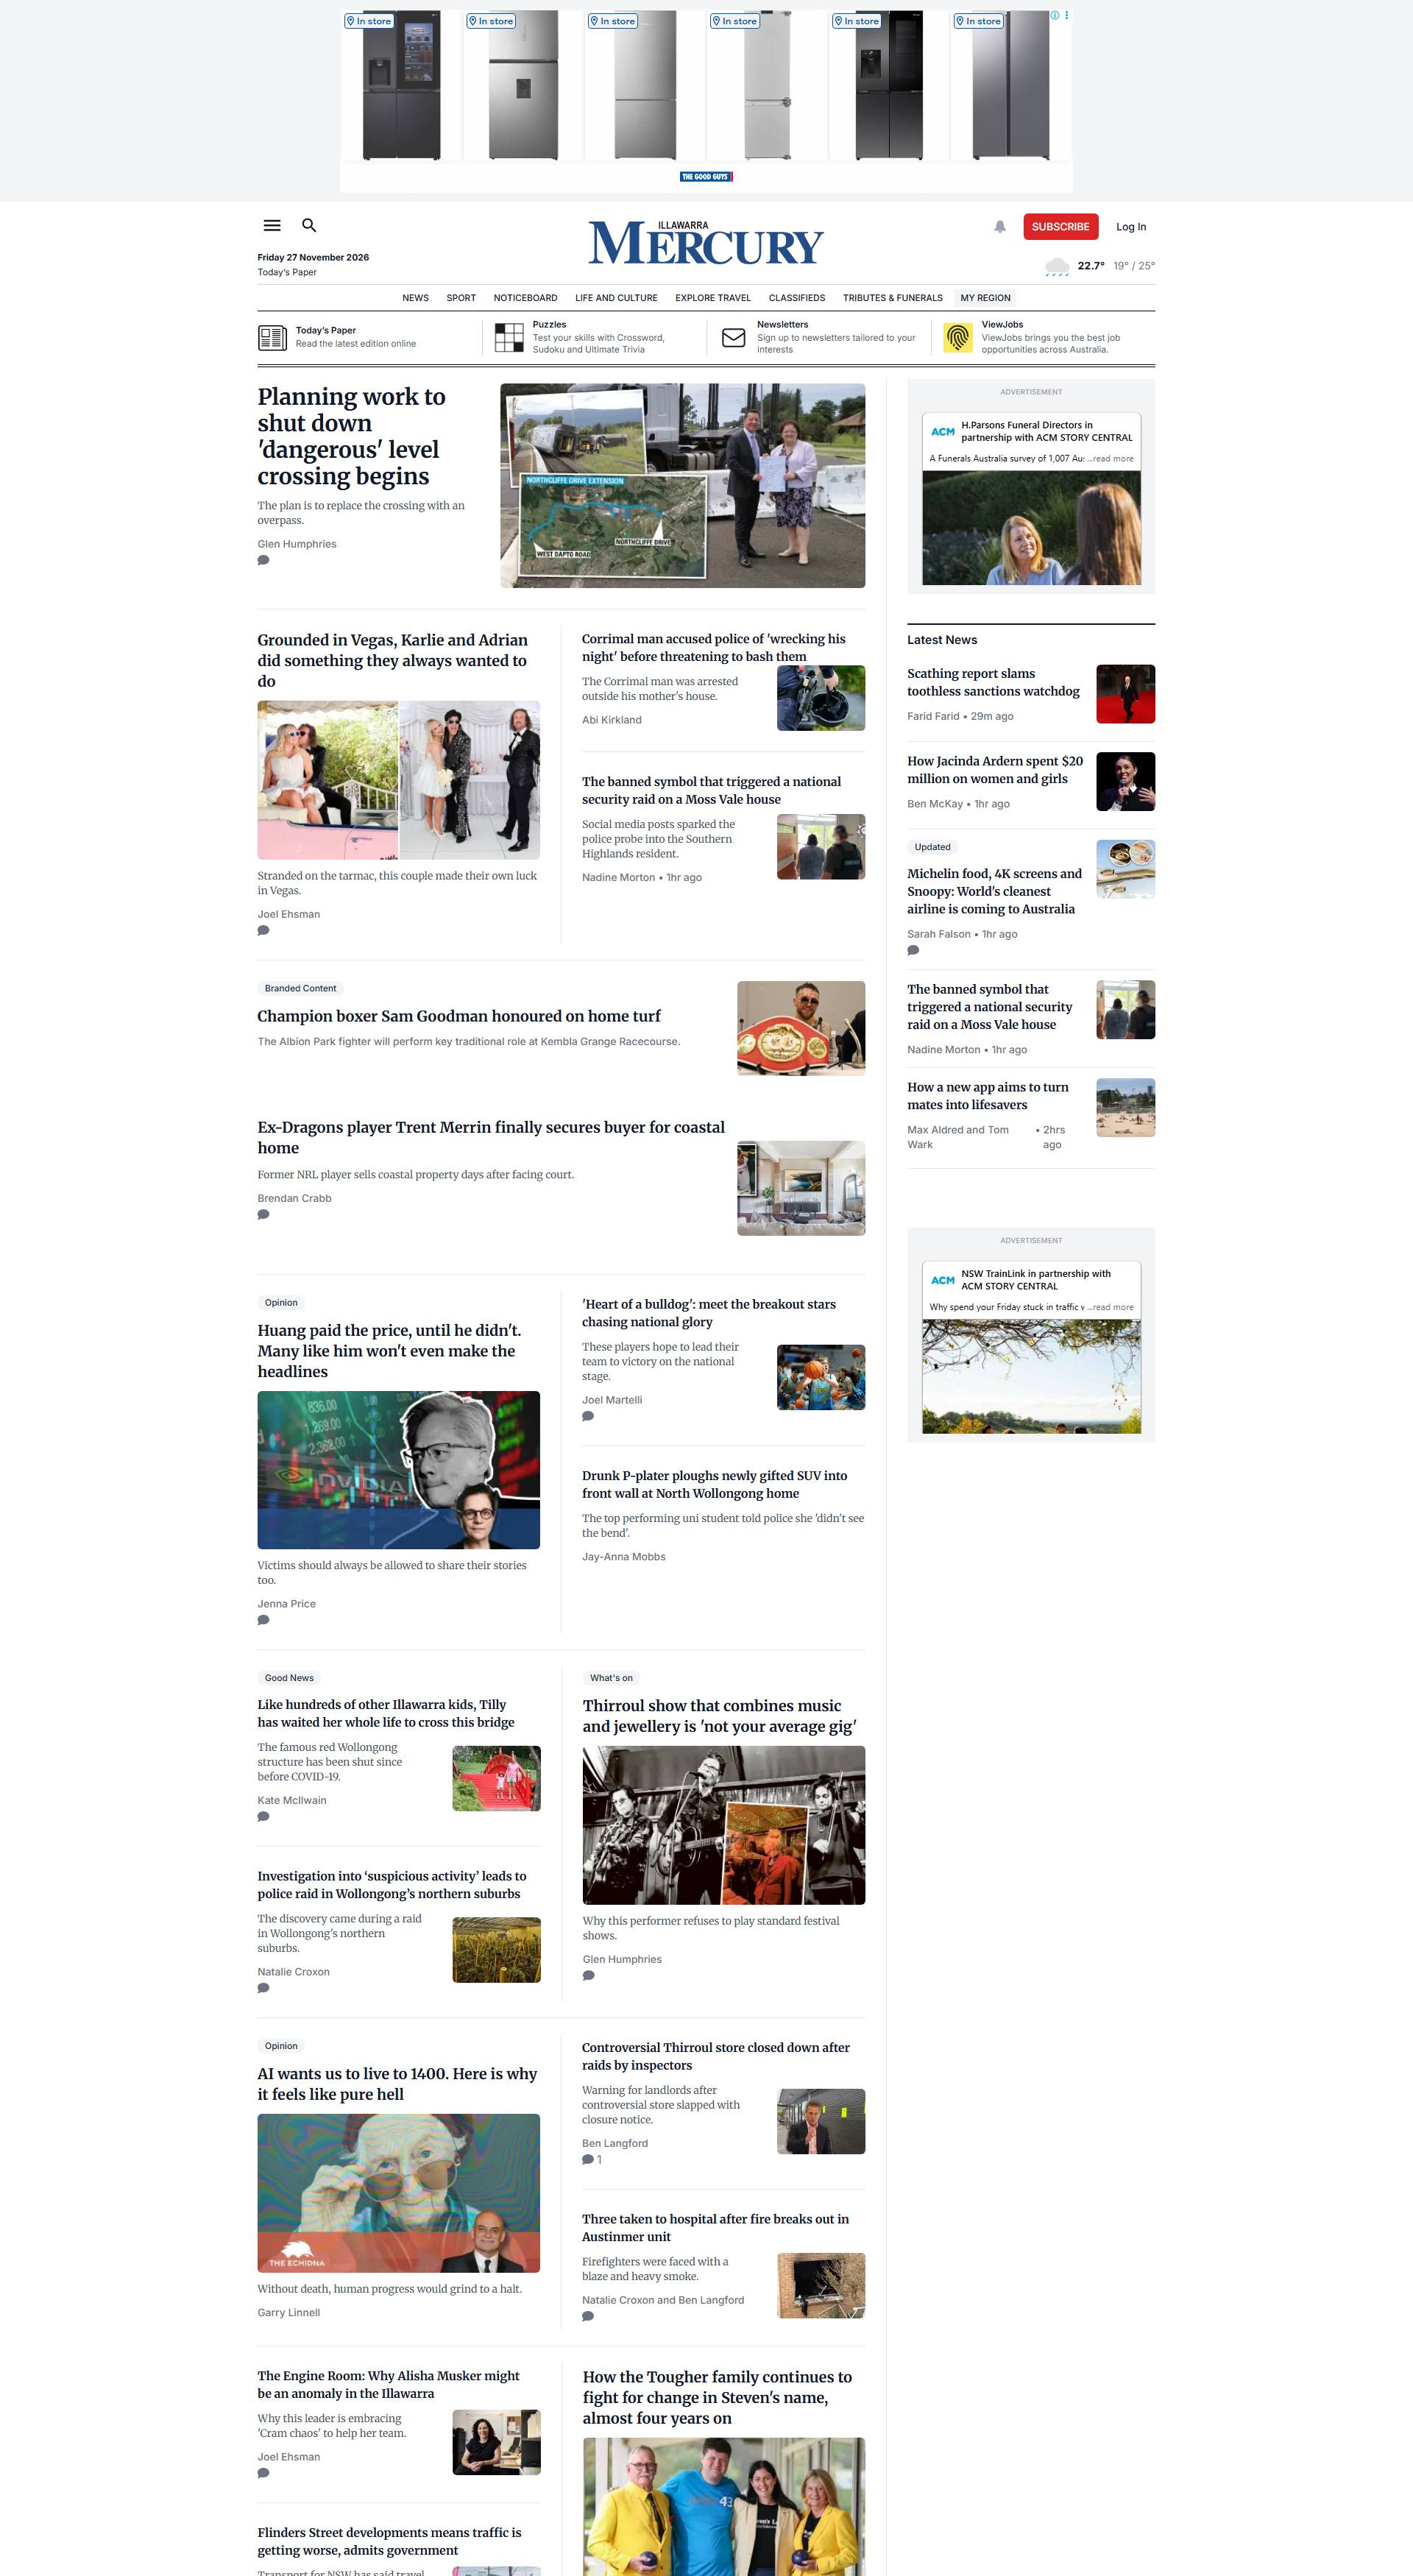 In store
In store
In store
In store
In store
In store
THE GOOD GUYS
ILLAWARRA
MERCURY
SUBSCRIBE
Log In
Friday 27 November 2026
Today's Paper
22.7° 19° / 25°
NEWS SPORT NOTICEBOARD LIFE AND CULTURE EXPLORE TRAVEL CLASSIFIEDS TRIBUTES & FUNERALS MY REGION
Today's Paper
Read the latest edition online
Puzzles
Test your skills with Crossword,
Sudoku and Ultimate Trivia
Newsletters
Sign up to newsletters tailored to your
interests
ViewJobs
ViewJobs brings you the best job
opportunities across Australia.
Planning work to
shut down
'dangerous' level
crossing begins
The plan is to replace the crossing with an
overpass.
Glen Humphries
NORTHCLIFFE DRIVE EXTENSION
NORTHCLIFFE DRIVE
WEST DAPTO ROAD
Grounded in Vegas, Karlie and Adrian
did something they always wanted to
do
Stranded on the tarmac, this couple made their own luck
in Vegas.
Joel Ehsman
Corrimal man accused police of 'wrecking his
night' before threatening to bash them
The Corrimal man was arrested
outside his mother's house.
Abi Kirkland
The banned symbol that triggered a national
security raid on a Moss Vale house
Social media posts sparked the
police probe into the Southern
Highlands resident.
Nadine Morton • 1hr ago
Branded Content
Champion boxer Sam Goodman honoured on home turf
The Albion Park fighter will perform key traditional role at Kembla Grange Racecourse.
Ex-Dragons player Trent Merrin finally secures buyer for coastal
home
Former NRL player sells coastal property days after facing court.
Brendan Crabb
Opinion
Huang paid the price, until he didn't.
Many like him won't even make the
headlines
836.00
1,269.00
2,362.00
NVIDIA
Victims should always be allowed to share their stories
too.
Jenna Price
'Heart of a bulldog': meet the breakout stars
chasing national glory
These players hope to lead their
team to victory on the national
stage.
Joel Martelli
Drunk P-plater ploughs newly gifted SUV into
front wall at North Wollongong home
The top performing uni student told police she 'didn't see
the bend'.
Jay-Anna Mobbs
Good News
Like hundreds of other Illawarra kids, Tilly
has waited her whole life to cross this bridge
The famous red Wollongong
structure has been shut since
before COVID-19.
Kate McIlwain
Investigation into ‘suspicious activity’ leads to
police raid in Wollongong’s northern suburbs
The discovery came during a raid
in Wollongong's northern
suburbs.
Natalie Croxon
What's on
Thirroul show that combines music
and jewellery is 'not your average gig'
Why this performer refuses to play standard festival
shows.
Glen Humphries
Opinion
AI wants us to live to 1400. Here is why
it feels like pure hell
THE ECHIDNA
Without death, human progress would grind to a halt.
Garry Linnell
Controversial Thirroul store closed down after
raids by inspectors
Warning for landlords after
controversial store slapped with
closure notice.
Ben Langford
1
Three taken to hospital after fire breaks out in
Austinmer unit
Firefighters were faced with a
blaze and heavy smoke.
Natalie Croxon and Ben Langford
The Engine Room: Why Alisha Musker might
be an anomaly in the Illawarra
Why this leader is embracing
'Cram chaos' to help her team.
Joel Ehsman
Flinders Street developments means traffic is
getting worse, admits government
Transport for NSW has said travel
How the Tougher family continues to
fight for change in Steven's name,
almost four years on
43
ADVERTISEMENT
ACM
H.Parsons Funeral Directors in
partnership with ACM STORY CENTRAL
A Funerals Australia survey of 1,007 Au: ...read more
Latest News
Scathing report slams
toothless sanctions watchdog
Farid Farid • 29m ago
How Jacinda Ardern spent $20
million on women and girls
Ben McKay • 1hr ago
Updated
Michelin food, 4K screens and
Snoopy: World's cleanest
airline is coming to Australia
Sarah Falson • 1hr ago
The banned symbol that
triggered a national security
raid on a Moss Vale house
Nadine Morton • 1hr ago
How a new app aims to turn
mates into lifesavers
Max Aldred and Tom
Wark
• 2hrs
ago
ADVERTISEMENT
ACM
NSW TrainLink in partnership with
ACM STORY CENTRAL
Why spend your Friday stuck in traffic v ...read more